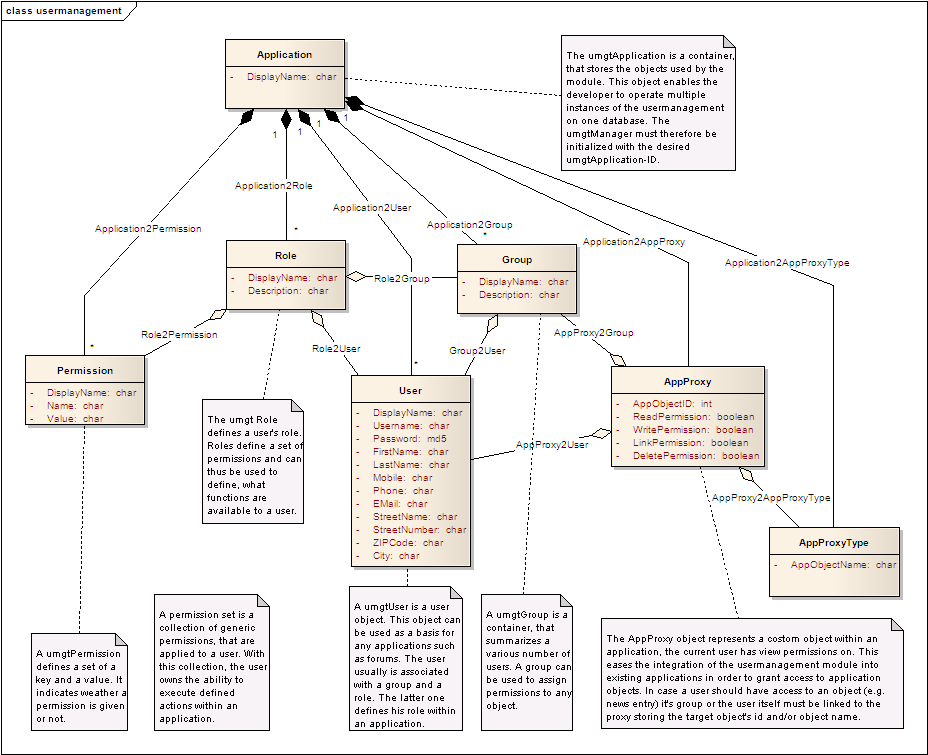 class usermanagement
Application
- DisplayName: char
The umgtApplication is a container,
that stores the objects used by the
module. This object enables the
developer to operate multiple
instances of the usermanagement
on one database. The
umgtManager must therefore be
initialized with the desired
umgtApplication-ID.
1
1
1
1
Application2Role
Application2User
Application2Permission
Application2Group
Application2AppProxy
Application2AppProxyType
*
*
*
*
Role
- DisplayName: char
- Description: char
Role2Group
Group
- DisplayName: char
- Description: char
Role2Permission
Role2User
Group2User
AppProxy2Group
Permission
- DisplayName: char
- Name: char
- Value: char
User
- DisplayName: char
- Username: char
- Password: md5
- FirstName: char
- LastName: char
- Mobile: char
- Phone: char
- EMail: char
- StreetName: char
- StreetNumber: char
- ZIPCode: char
- City: char
AppProxy
- AppObjectID: int
- ReadPermission: boolean
- WritePermission: boolean
- LinkPermission: boolean
- DeletePermission: boolean
AppProxy2User
AppProxy2AppProxyType
AppProxyType
- AppObjectName: char
The umgt Role
defines a user's role.
Roles define a set of
permissions and can
thus be used to
define, what
functions are
available to a user.
A umgtPermission
defines a set of a
key and a value. It
indicates weather a
permission is given
or not.
A permission set is a
collection of generic
permissions, that are
applied to a user. With
this collection, the user
owns the ability to
execute defined
actions within an
application.
A umgtUser is a user
object. This object can
be used as a basis for
any applications such
as forums. The user
usually is associated
with a group and a
role. The latter one
defines his role within
an application.
A umgtGroup is a
container, that
summarizes a
various number of
users. A group can
be used to assign
permissions to any
object.
The AppProxy object represents a costom object within an
application, the current user has view permissions on. This
eases the integration of the usermanagement module into
existing applications in order to grant access to application
objects. In case a user should have access to an object (e.g.
news entry) it's group or the user itself must be linked to the
proxy storing the target object's id and/or object name.